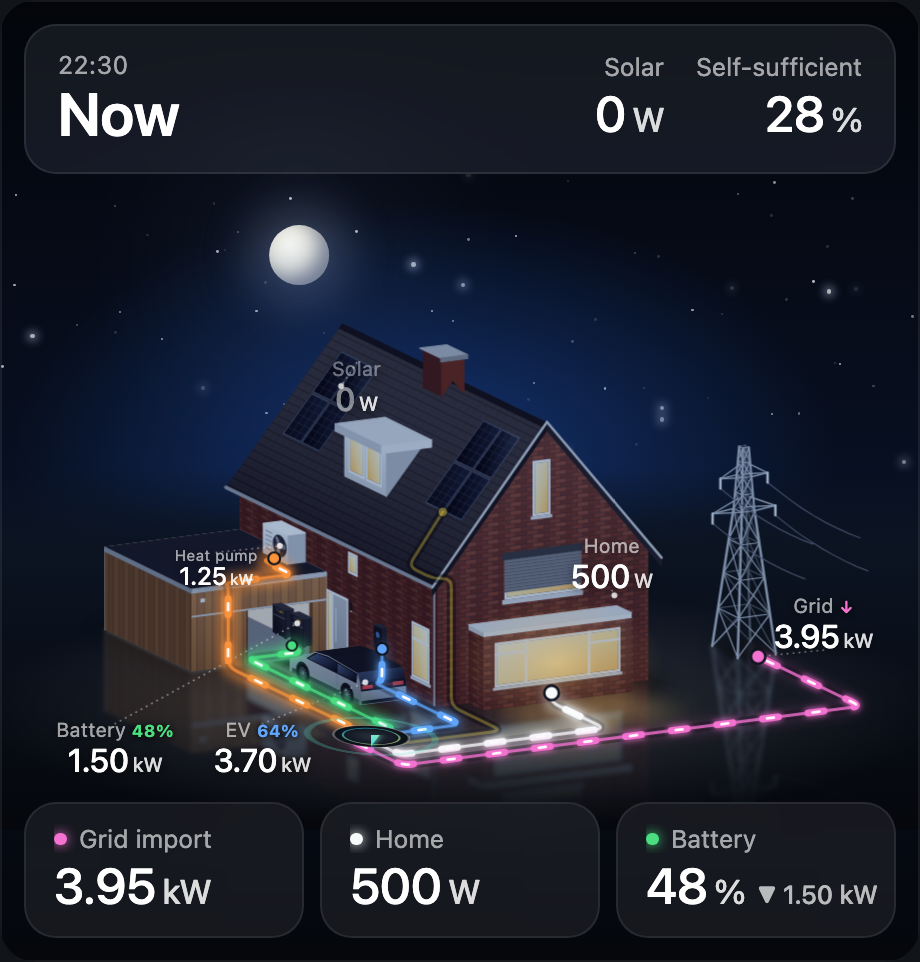 22:30
Now
Solar
0 W
Self-sufficient
28 %
Solar
0 W
Home
500 W
Heat pump
1.25 kW
Grid ↓
3.95 kW
Battery 48%
1.50 kW
EV 64%
3.70 kW
Grid import
3.95 kW
Home
500 W
Battery
48 % ▼ 1.50 kW